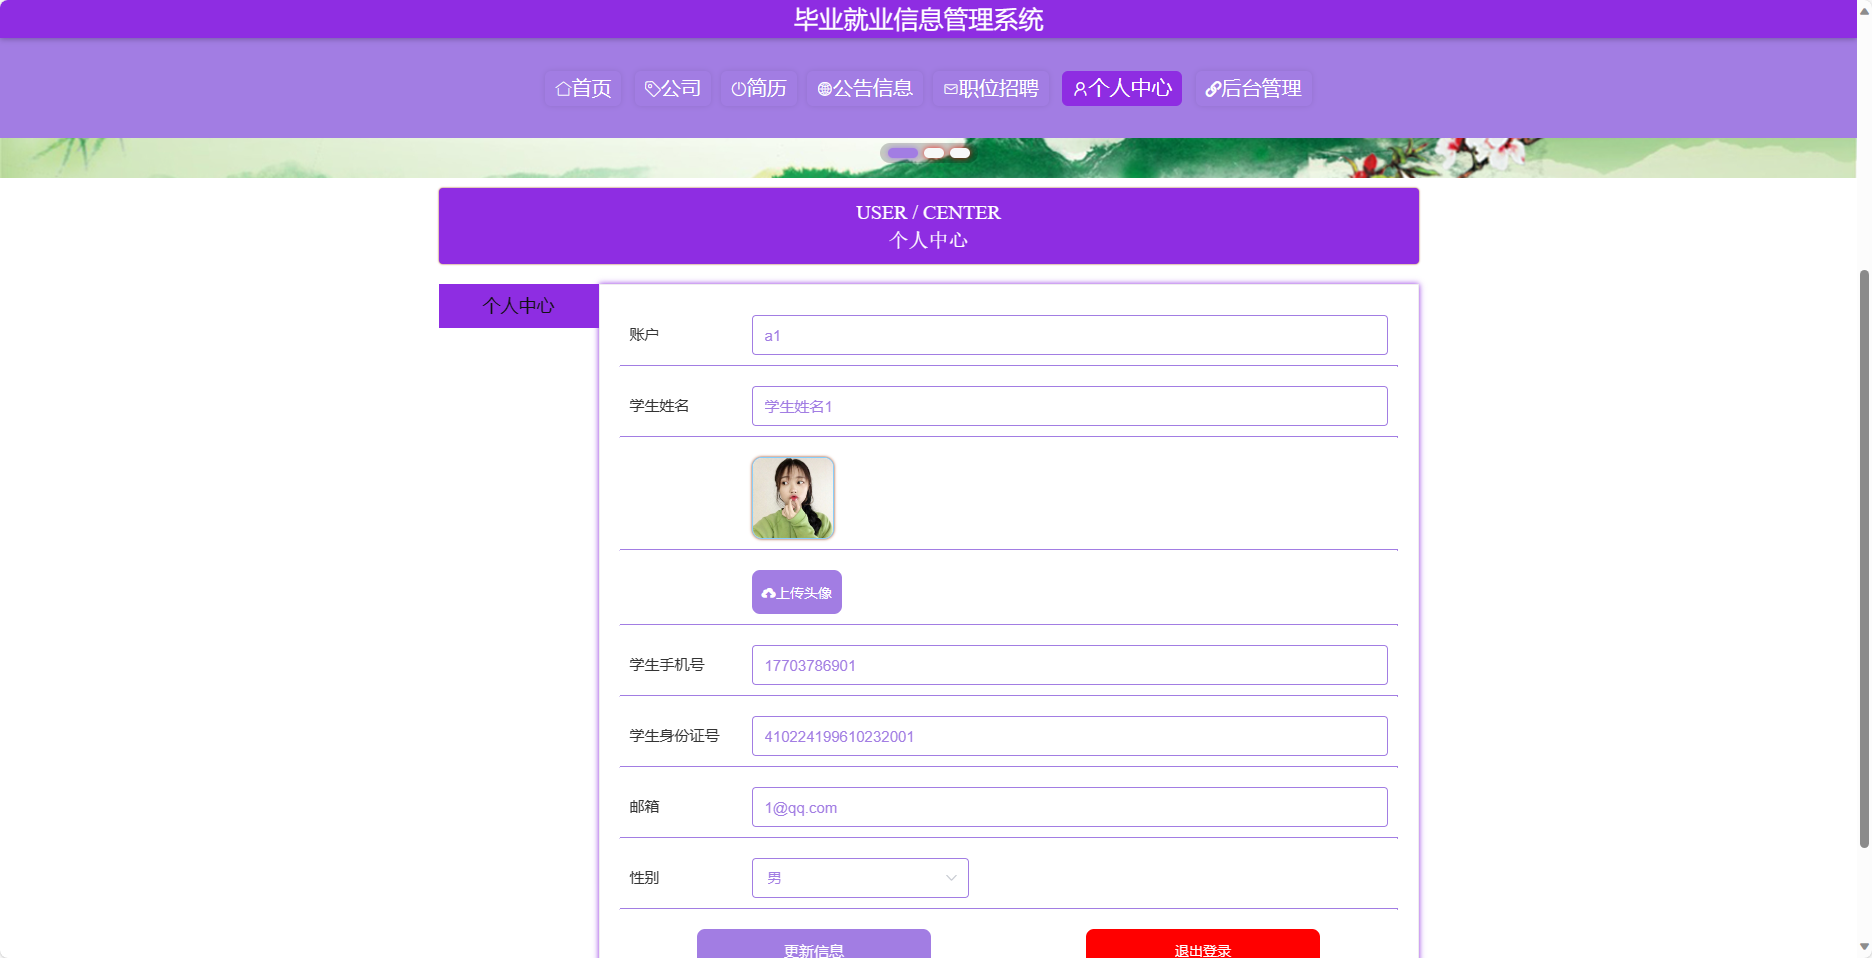 毕业就业信息管理系统
首页 公司 简历 公告信息 职位招聘 个人中心 后台管理
USER / CENTER
个人中心
个人中心
账户 a1
学生姓名 学生姓名1
上传头像
学生手机号 17703786901
学生身份证号 410224199610232001
邮箱 1@qq.com
性别 男
更新信息 退出登录